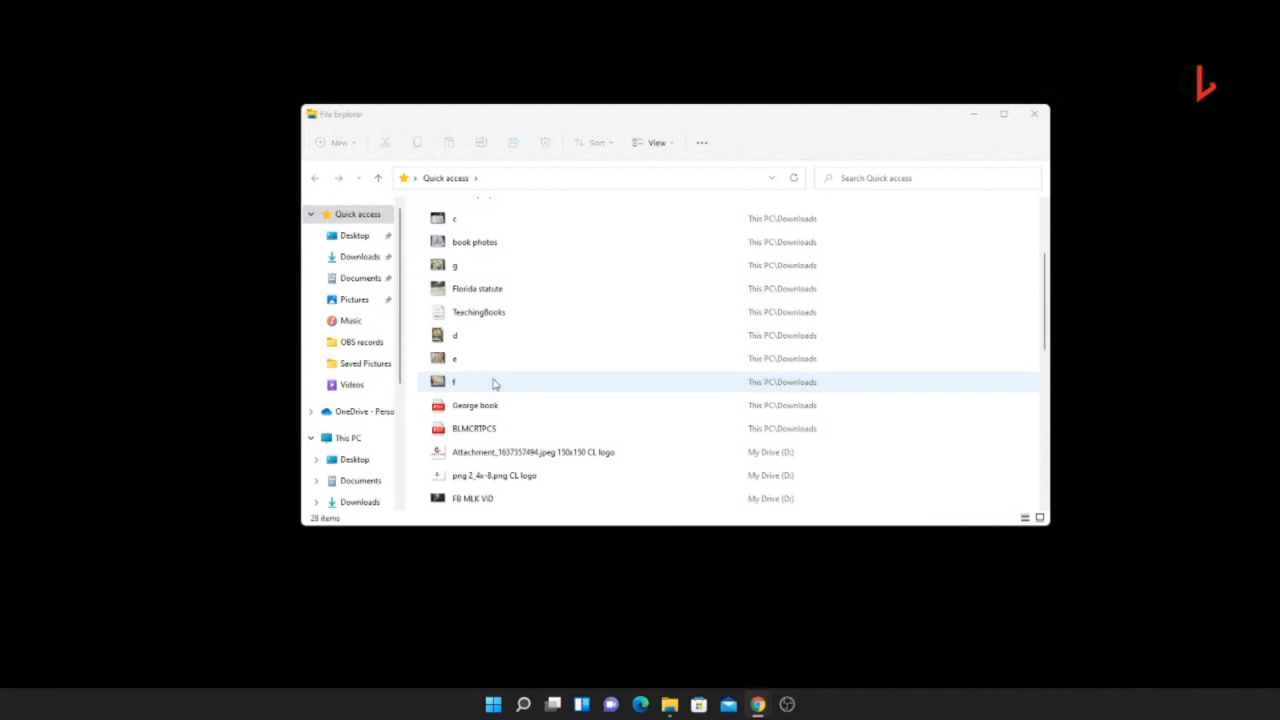 File Explorer
New
Sort
View
Quick access
Search Quick access
Quick access
Desktop
Downloads
Documents
Pictures
Music
OBS records
Saved Pictures
Videos
OneDrive - Perso
This PC
Desktop
Documents
Downloads
c This PC\Downloads
book photos This PC\Downloads
g This PC\Downloads
Florida statute This PC\Downloads
TeachingBooks This PC\Downloads
d This PC\Downloads
e This PC\Downloads
f This PC\Downloads
George book This PC\Downloads
BLMCRTPCS This PC\Downloads
Attachment_1637357494.jpeg 150x150 CL logo My Drive (D:)
png 2_4x-8.png CL logo My Drive (D:)
FB MLK VID My Drive (D:)
28 items